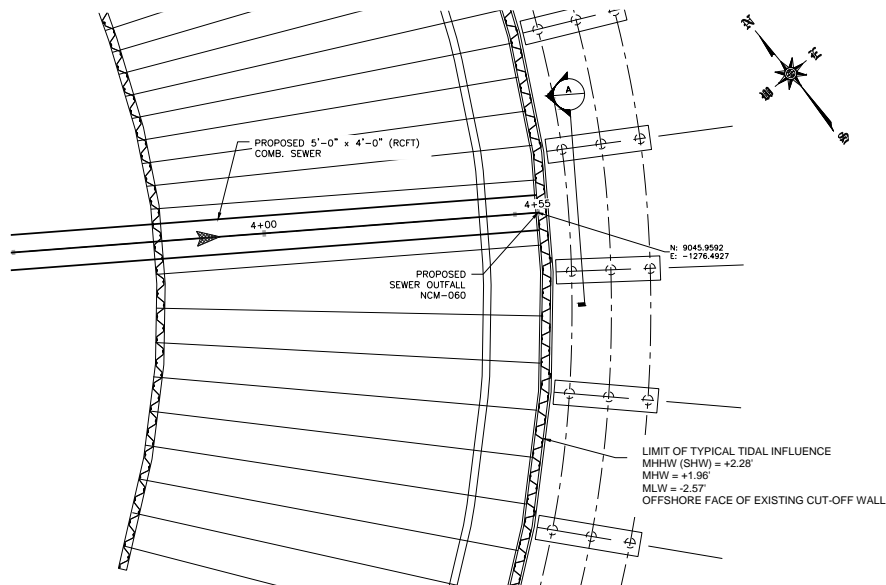 N
E
W
S
A
PROPOSED 5'-0" x 4'-0" (RCFT)
COMB. SEWER
4+00
4+55
N: 9045.9592
E: -1276.4927
PROPOSED
SEWER OUTFALL
NCM-060
LIMIT OF TYPICAL TIDAL INFLUENCE
MHHW (SHW) = +2.28'
MHW = +1.96'
MLW = -2.57'
OFFSHORE FACE OF EXISTING CUT-OFF WALL